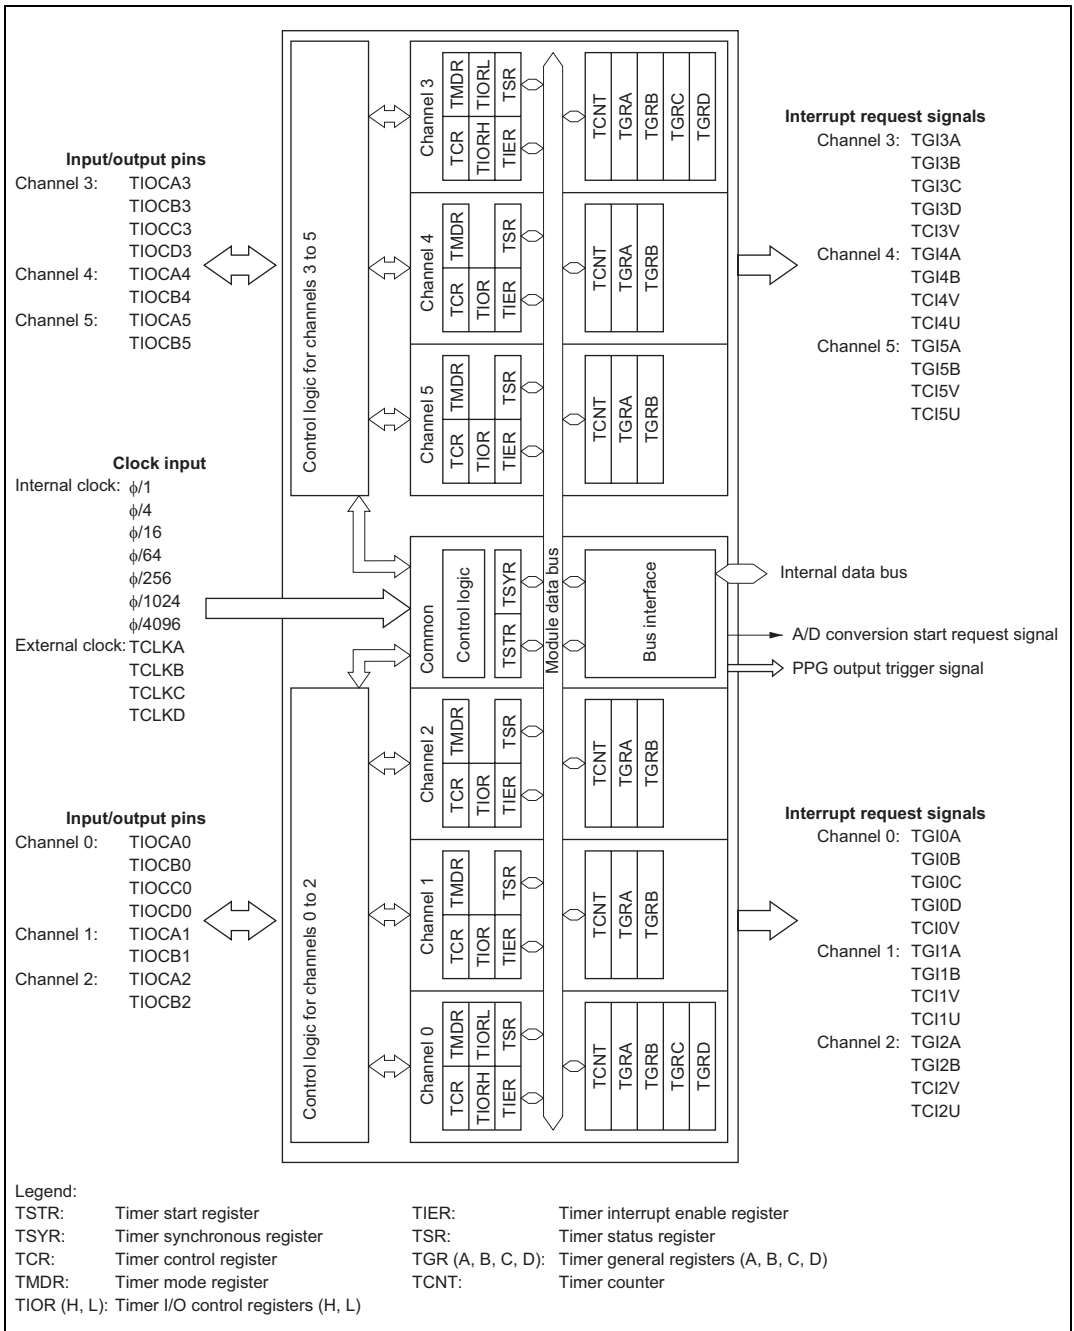 Input/output pins
Channel 3: TIOCA3
TIOCB3
TIOCC3
TIOCD3
Channel 4: TIOCA4
TIOCB4
Channel 5: TIOCA5
TIOCB5
Clock input
Internal clock: ϕ/1
ϕ/4
ϕ/16
ϕ/64
ϕ/256
ϕ/1024
ϕ/4096
External clock: TCLKA
TCLKB
TCLKC
TCLKD
Input/output pins
Channel 0: TIOCA0
TIOCB0
TIOCC0
TIOCD0
Channel 1: TIOCA1
TIOCB1
Channel 2: TIOCA2
TIOCB2
Control logic for channels 3 to 5
Control logic for channels 0 to 2
Channel 3
TCR TMDR
TIORH TIORL
TIER TSR
TCNT
TGRA
TGRB
TGRC
TGRD
Channel 4
TCR TMDR
TIOR
TIER TSR
TCNT
TGRA
TGRB
Channel 5
TCR TMDR
TIOR
TIER TSR
TCNT
TGRA
TGRB
Common
Control logic
TSTR TSYR
Module data bus
Bus interface
Channel 2
TCR TMDR
TIOR
TIER TSR
TCNT
TGRA
TGRB
Channel 1
TCR TMDR
TIOR
TIER TSR
TCNT
TGRA
TGRB
Channel 0
TCR TMDR
TIORH TIORL
TIER TSR
TCNT
TGRA
TGRB
TGRC
TGRD
Interrupt request signals
Channel 3: TGI3A
TGI3B
TGI3C
TGI3D
TCI3V
Channel 4: TGI4A
TGI4B
TCI4V
TCI4U
Channel 5: TGI5A
TGI5B
TCI5V
TCI5U
Internal data bus
A/D conversion start request signal
PPG output trigger signal
Interrupt request signals
Channel 0: TGI0A
TGI0B
TGI0C
TGI0D
TCI0V
Channel 1: TGI1A
TGI1B
TCI1V
TCI1U
Channel 2: TGI2A
TGI2B
TCI2V
TCI2U
Legend:
TSTR: Timer start register
TSYR: Timer synchronous register
TCR: Timer control register
TMDR: Timer mode register
TIOR (H, L): Timer I/O control registers (H, L)
TIER: Timer interrupt enable register
TSR: Timer status register
TGR (A, B, C, D): Timer general registers (A, B, C, D)
TCNT: Timer counter